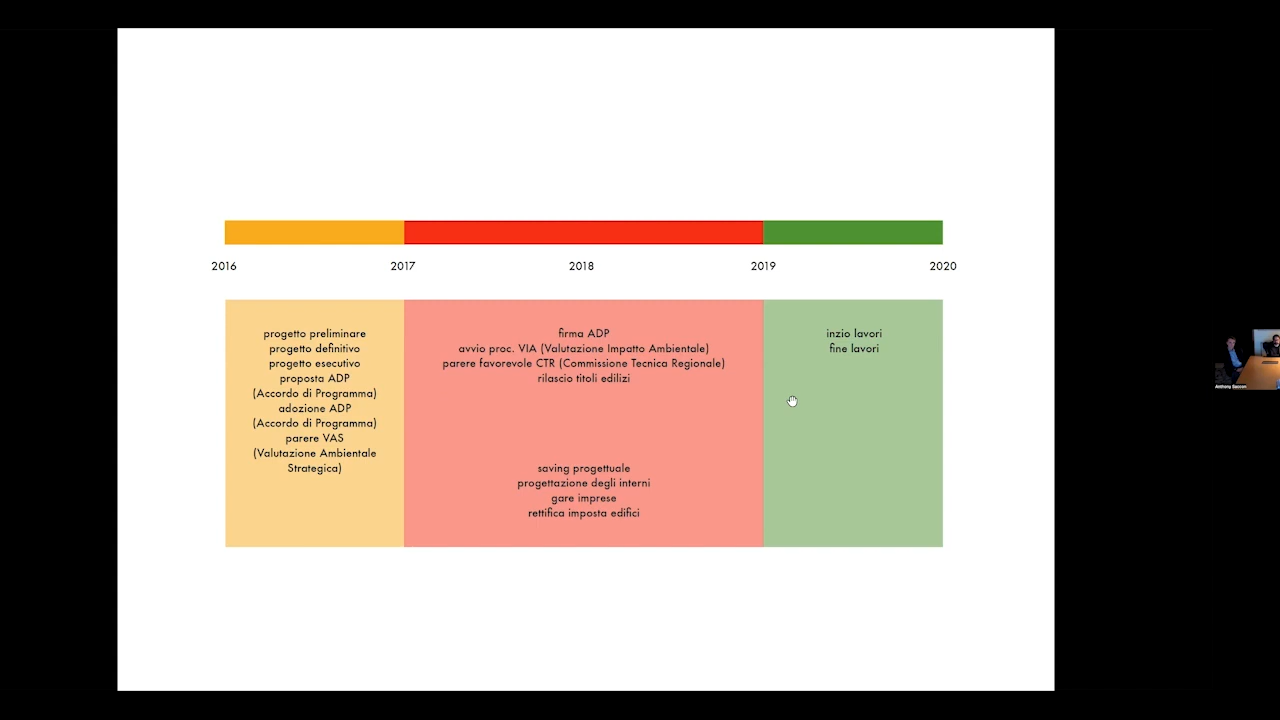 2016
2017
2018
2019
2020
progetto preliminare
progetto definitivo
progetto esecutivo
proposta ADP
(Accordo di Programma)
adozione ADP
(Accordo di Programma)
parere VAS
(Valutazione Ambientale
Strategica)
firma ADP
avvio proc. VIA (Valutazione Impatto Ambientale)
parere favorevole CTR (Commissione Tecnica Regionale)
rilascio titoli edilizi
saving progettuale
progettazione degli interni
gare imprese
rettifica imposta edifici
inzio lavori
fine lavori
Anthony Saccon